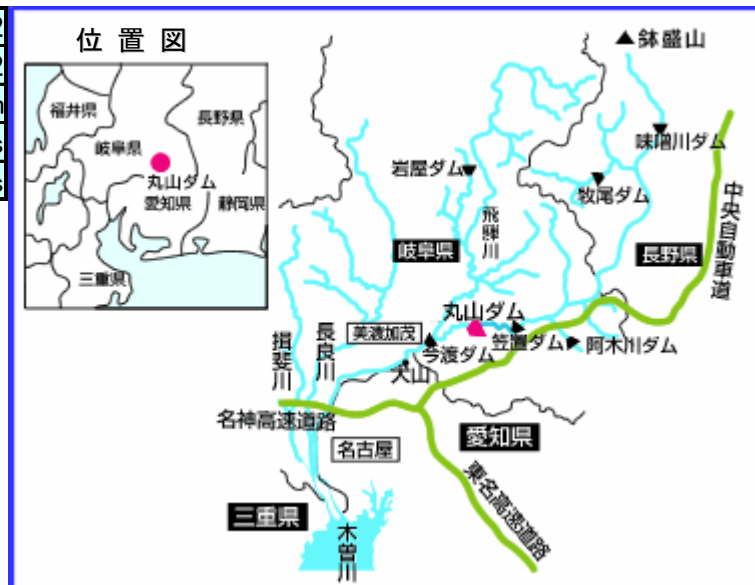 位置図
福井県
長野県
岐阜県
丸山ダム
愛知県
静岡県
三重県
鉢盛山
味噌川ダム
岩屋ダム
牧尾ダム
中央自動車道
飛騨川
岐阜県
長野県
丸山ダム
美濃加茂
今渡ダム
笠置ダム
阿木川ダム
犬山
揖斐川
長良川
名神高速道路
名古屋
愛知県
東名高速道路
三重県
木曽川